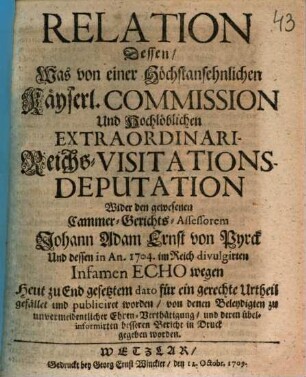 43
RELATION
Dessen/
Was von einer Höchstansehnlichen
Käyserl. COMMISSION
Und Hochlöblichen
EXTRAORDINARI-
Reichs-VISITATIONS-
DEPUTATION
Wider den gewesenen
Cammer-Gerichts-Assessorem
Johann Adam Ernst von Pyrck
Und dessen in An. 1704. im Reich divulgirten
Infamen ECHO wegen
Heut zu End gesetztem dato für ein gerechte Urtheil
gefället und publiciret worden/ von denen Beleydigten zu
unvermeidentlicher Ehren-Verthätigung/ und deren übel-
informirten besseren Bericht in Druck
gegeben worden.
WETZLAR/
Gedruckt bey Georg Ernst Winckler/ den 12. Octobr. 1709.